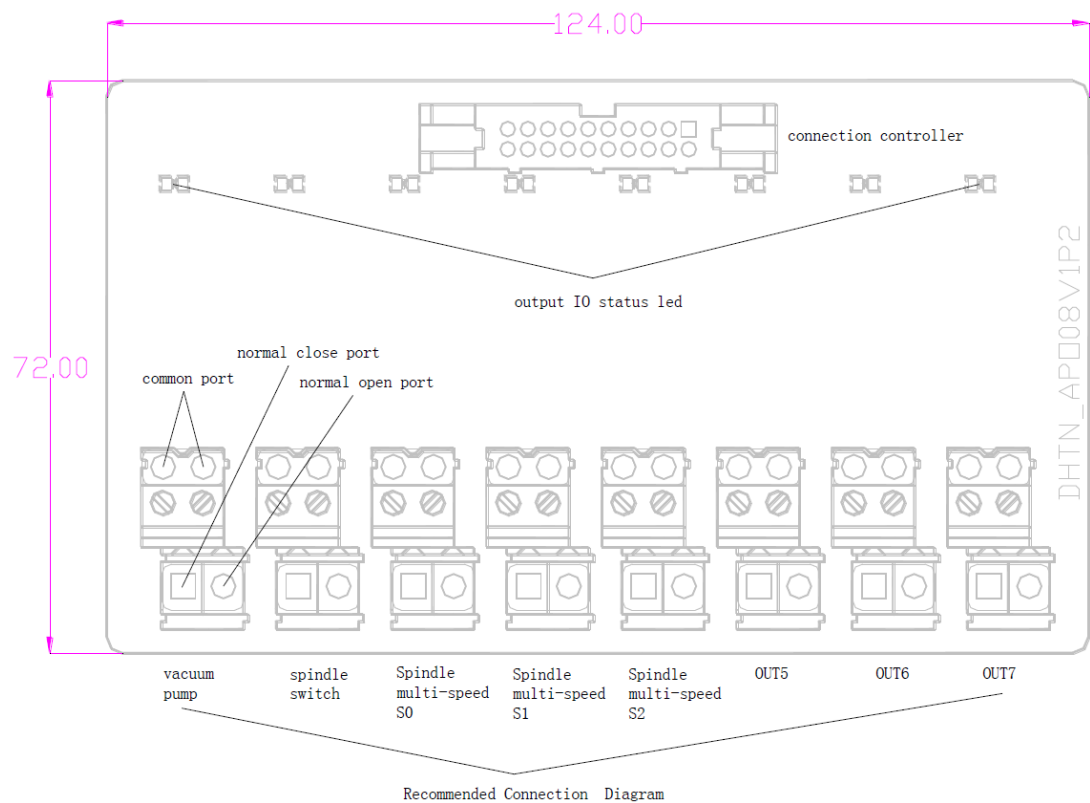 124.00
connection controller
output IO status led
72.00
normal close port
common port
normal open port
DHTN_APO08V1P2
vacuum
pump
spindle
switch
Spindle
multi-speed
S0
Spindle
multi-speed
S1
Spindle
multi-speed
S2
OUT5
OUT6
OUT7
Recommended Connection Diagram